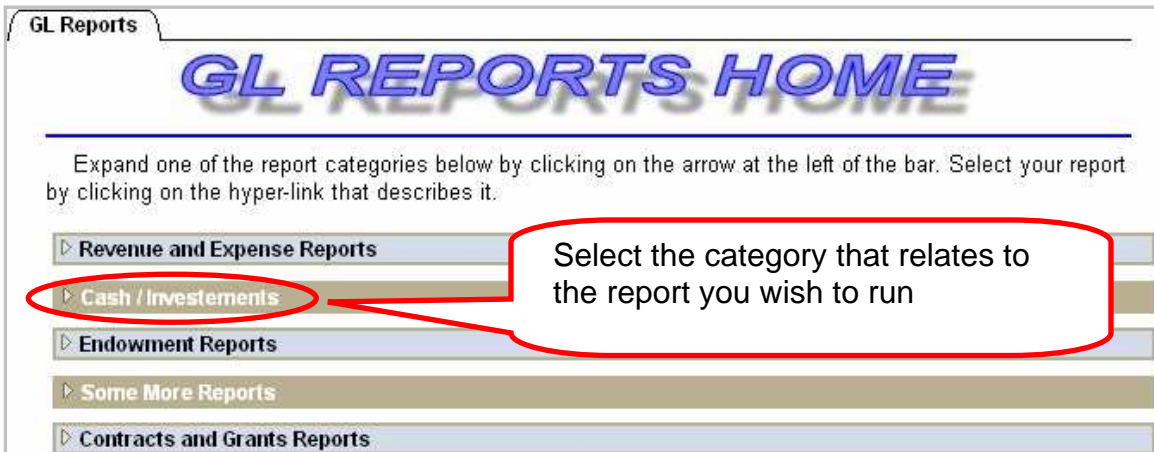 GL Reports
GL REPORTS HOME
Expand one of the report categories below by clicking on the arrow at the left of the bar. Select your report
by clicking on the hyper-link that describes it.
Revenue and Expense Reports
Select the category that relates to
the report you wish to run
Cash / Investements
Endowment Reports
Some More Reports
Contracts and Grants Reports